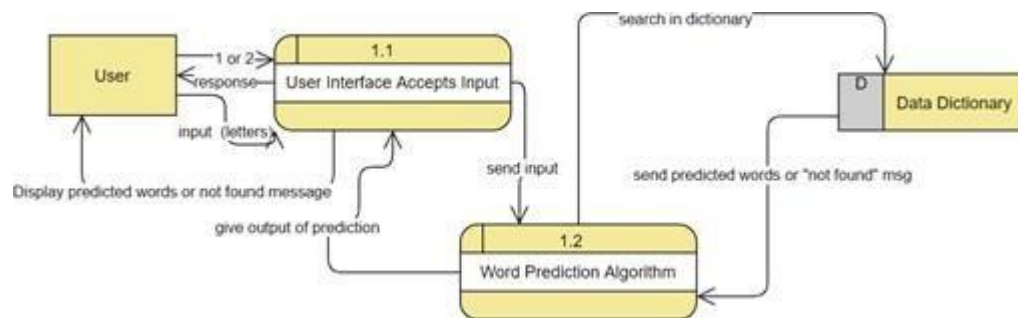 search in dictionary
1.1
1 or 2
User
User Interface Accepts Input
response
D
Data Dictionary
input (letters)
send input
send predicted words or "not found" msg
Display predicted words or not found message
give output of prediction
1.2
Word Prediction Algorithm